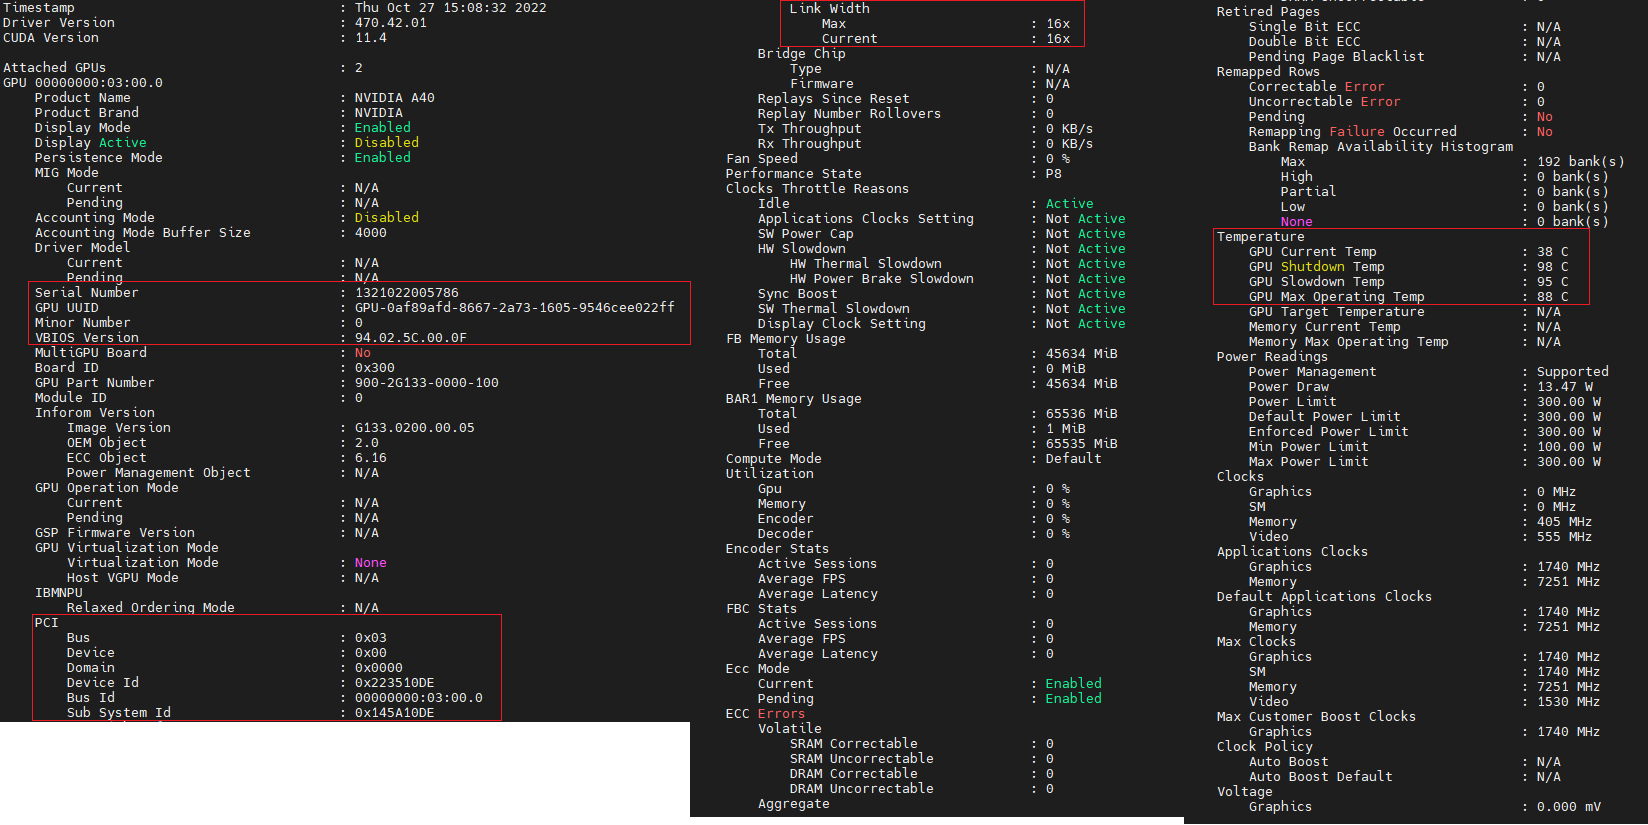 Timestamp : Thu Oct 27 15:08:32 2022
Driver Version : 470.42.01
CUDA Version : 11.4
Attached GPUs : 2
GPU 00000000:03:00.0
Product Name : NVIDIA A40
Product Brand : NVIDIA
Display Mode : Enabled
Display Active : Disabled
Persistence Mode : Enabled
MIG Mode
Current : N/A
Pending : N/A
Accounting Mode : Disabled
Accounting Mode Buffer Size : 4000
Driver Model
Current : N/A
Pending : N/A
Serial Number : 1321022005786
GPU UUID : GPU-0af89afd-8667-2a73-1605-9546cee022ff
Minor Number : 0
VBIOS Version : 94.02.5C.00.0F
MultiGPU Board : No
Board ID : 0x300
GPU Part Number : 900-2G133-0000-100
Module ID : 0
Inforom Version
Image Version : G133.0200.00.05
OEM Object : 2.0
ECC Object : 6.16
Power Management Object : N/A
GPU Operation Mode
Current : N/A
Pending : N/A
GSP Firmware Version : N/A
GPU Virtualization Mode
Virtualization Mode : None
Host VGPU Mode : N/A
IBMNPU
Relaxed Ordering Mode : N/A
PCI
Bus : 0x03
Device : 0x00
Domain : 0x0000
Device Id : 0x223510DE
Bus Id : 00000000:03:00.0
Sub System Id : 0x145A10DE
Link Width
Max : 16x
Current : 16x
Bridge Chip
Type : N/A
Firmware : N/A
Replays Since Reset : 0
Replay Number Rollovers : 0
Tx Throughput : 0 KB/s
Rx Throughput : 0 KB/s
Fan Speed : 0 %
Performance State : P8
Clocks Throttle Reasons
Idle : Active
Applications Clocks Setting : Not Active
SW Power Cap : Not Active
HW Slowdown : Not Active
HW Thermal Slowdown : Not Active
HW Power Brake Slowdown : Not Active
Sync Boost : Not Active
SW Thermal Slowdown : Not Active
Display Clock Setting : Not Active
FB Memory Usage
Total : 45634 MiB
Used : 0 MiB
Free : 45634 MiB
BAR1 Memory Usage
Total : 65536 MiB
Used : 1 MiB
Free : 65535 MiB
Compute Mode : Default
Utilization
Gpu : 0 %
Memory : 0 %
Encoder : 0 %
Decoder : 0 %
Encoder Stats
Active Sessions : 0
Average FPS : 0
Average Latency : 0
FBC Stats
Active Sessions : 0
Average FPS : 0
Average Latency : 0
Ecc Mode
Current : Enabled
Pending : Enabled
ECC Errors
Volatile
SRAM Correctable : 0
SRAM Uncorrectable : 0
DRAM Correctable : 0
DRAM Uncorrectable : 0
Aggregate
Retired Pages
Single Bit ECC : N/A
Double Bit ECC : N/A
Pending Page Blacklist : N/A
Remapped Rows
Correctable Error : 0
Uncorrectable Error : 0
Pending : No
Remapping Failure Occurred : No
Bank Remap Availability Histogram
Max : 192 bank(s)
High : 0 bank(s)
Partial : 0 bank(s)
Low : 0 bank(s)
None : 0 bank(s)
Temperature
GPU Current Temp : 38 C
GPU Shutdown Temp : 98 C
GPU Slowdown Temp : 95 C
GPU Max Operating Temp : 88 C
GPU Target Temperature : N/A
Memory Current Temp : N/A
Memory Max Operating Temp : N/A
Power Readings
Power Management : Supported
Power Draw : 13.47 W
Power Limit : 300.00 W
Default Power Limit : 300.00 W
Enforced Power Limit : 300.00 W
Min Power Limit : 100.00 W
Max Power Limit : 300.00 W
Clocks
Graphics : 0 MHz
SM : 0 MHz
Memory : 405 MHz
Video : 555 MHz
Applications Clocks
Graphics : 1740 MHz
Memory : 7251 MHz
Default Applications Clocks
Graphics : 1740 MHz
Memory : 7251 MHz
Max Clocks
Graphics : 1740 MHz
SM : 1740 MHz
Memory : 7251 MHz
Video : 1530 MHz
Max Customer Boost Clocks
Graphics : 1740 MHz
Clock Policy
Auto Boost : N/A
Auto Boost Default : N/A
Voltage
Graphics : 0.000 mV